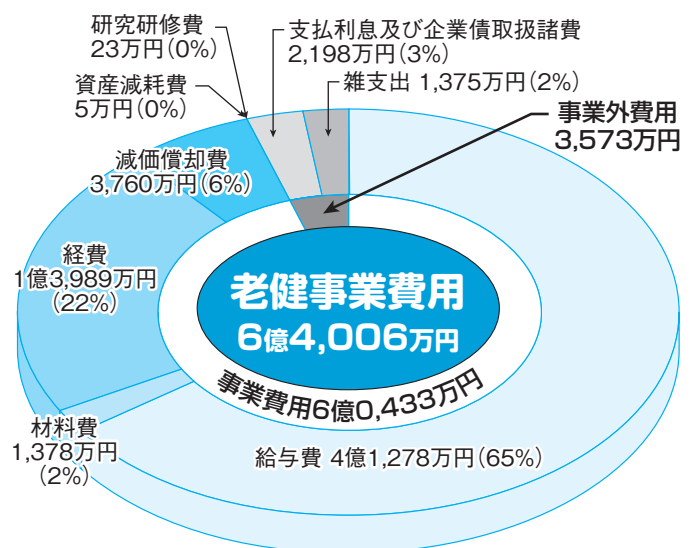 研究研修費
23万円(0%)
支払利息及び企業債取扱諸費
2,198万円(3%)
資産減耗費
5万円(0%)
雑支出 1,375万円(2%)
事業外費用
3,573万円
減価償却費
3,760万円(6%)
経費
1億3,989万円
(22%)
老健事業費用
6億4,006万円
事業費用6億0,433万円
材料費
1,378万円
(2%)
給与費 4億1,278万円(65%)